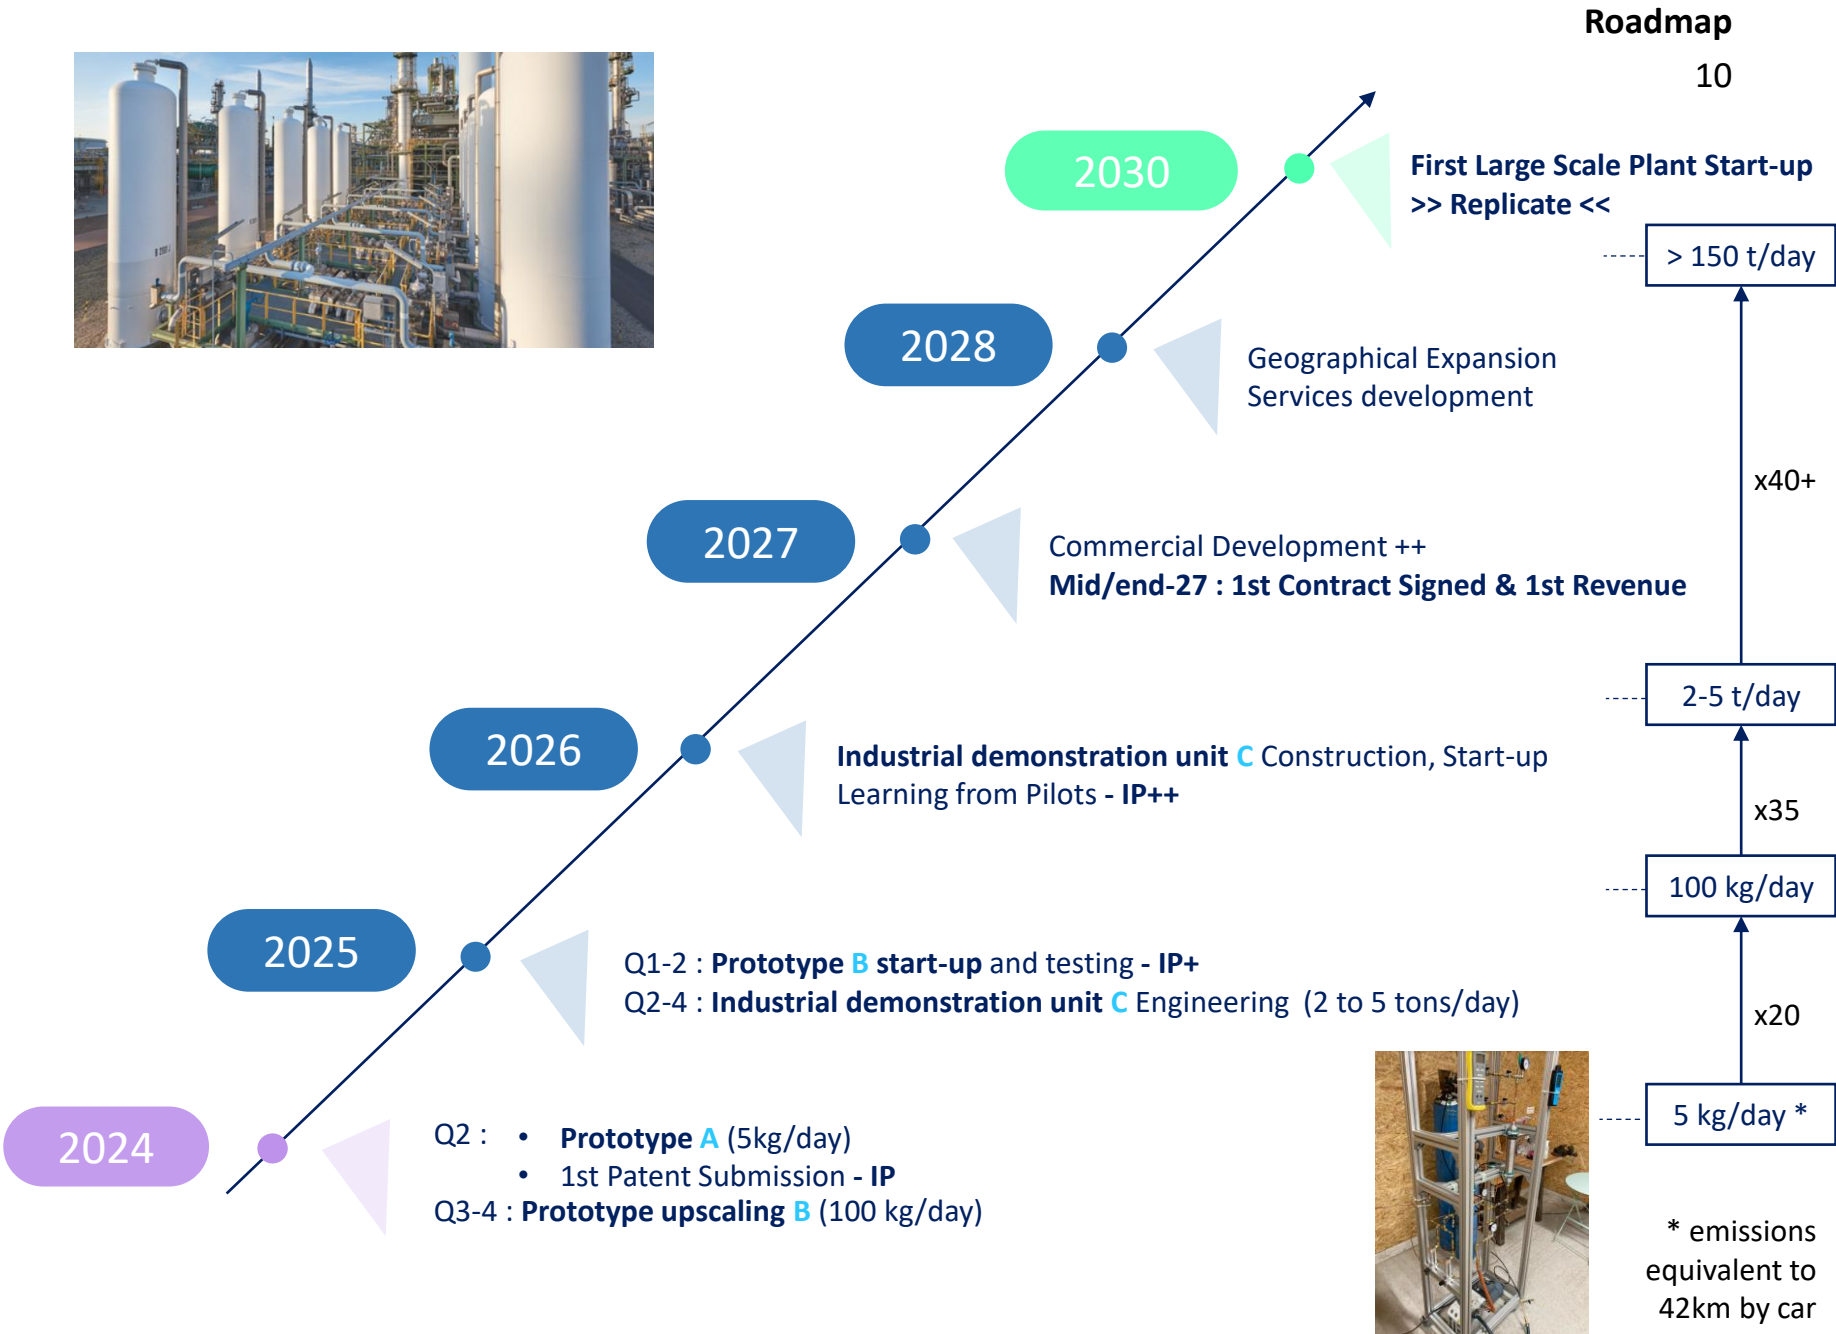 Roadmap
10
2030
First Large Scale Plant Start-up
>> Replicate <<
> 150 t/day
2028
Geographical Expansion
Services development
x40+
2027
Commercial Development ++
Mid/end-27 : 1st Contract Signed & 1st Revenue
2-5 t/day
2026
Industrial demonstration unit C Construction, Start-up
Learning from Pilots - IP++
x35
100 kg/day
2025
Q1-2 : Prototype B start-up and testing - IP+
Q2-4 : Industrial demonstration unit C Engineering (2 to 5 tons/day)
x20
5 kg/day *
2024
Q2 : • Prototype A (5kg/day)
• 1st Patent Submission - IP
Q3-4 : Prototype upscaling B (100 kg/day)
* emissions
equivalent to
42km by car